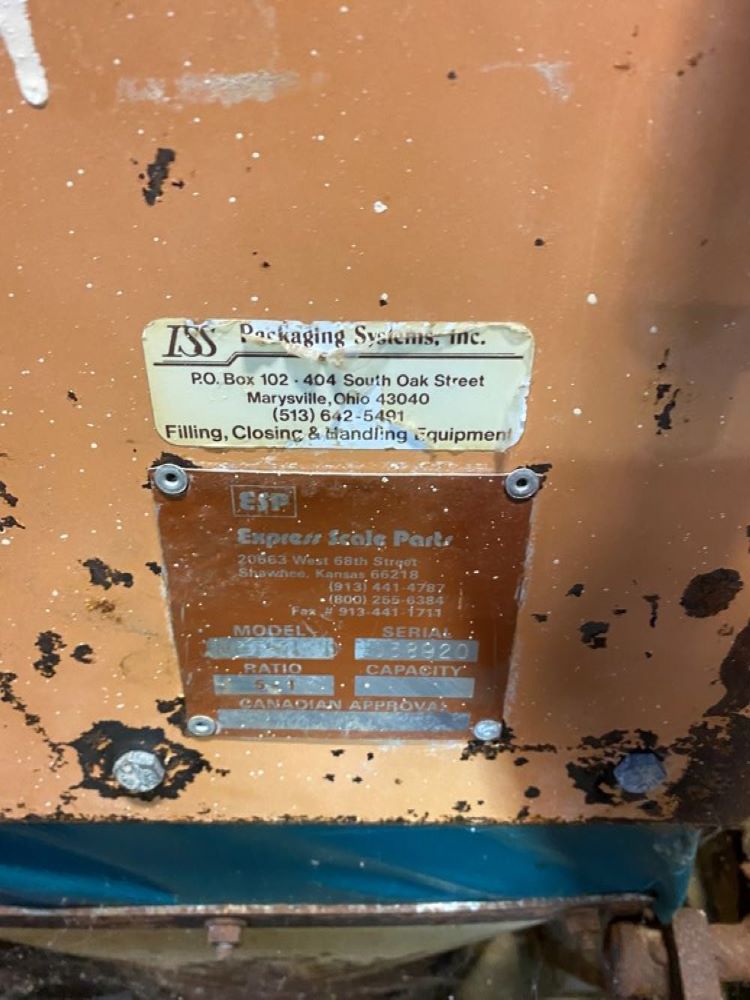 Packaging Systems, Inc.
P.O. Box 102 · 404 South Oak Street
Marysville, Ohio 43040
(513) 642-5491
Filling, Closing & Handling Equipment
ESP
Express Scale Parts
20663 West 68th Street
Shawnee, Kansas 66218
(913) 441-4787
(800) 255-6384
Fax # 913-441-1711
MODEL SERIAL
RATIO CAPACITY
5:1
CANADIAN APPROVAL